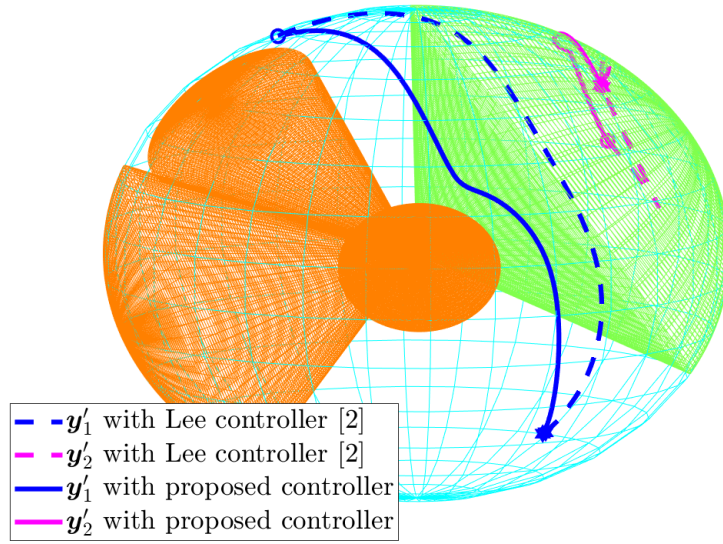 y′₁ with Lee controller [2]
y′₂ with Lee controller [2]
y′₁ with proposed controller
y′₂ with proposed controller